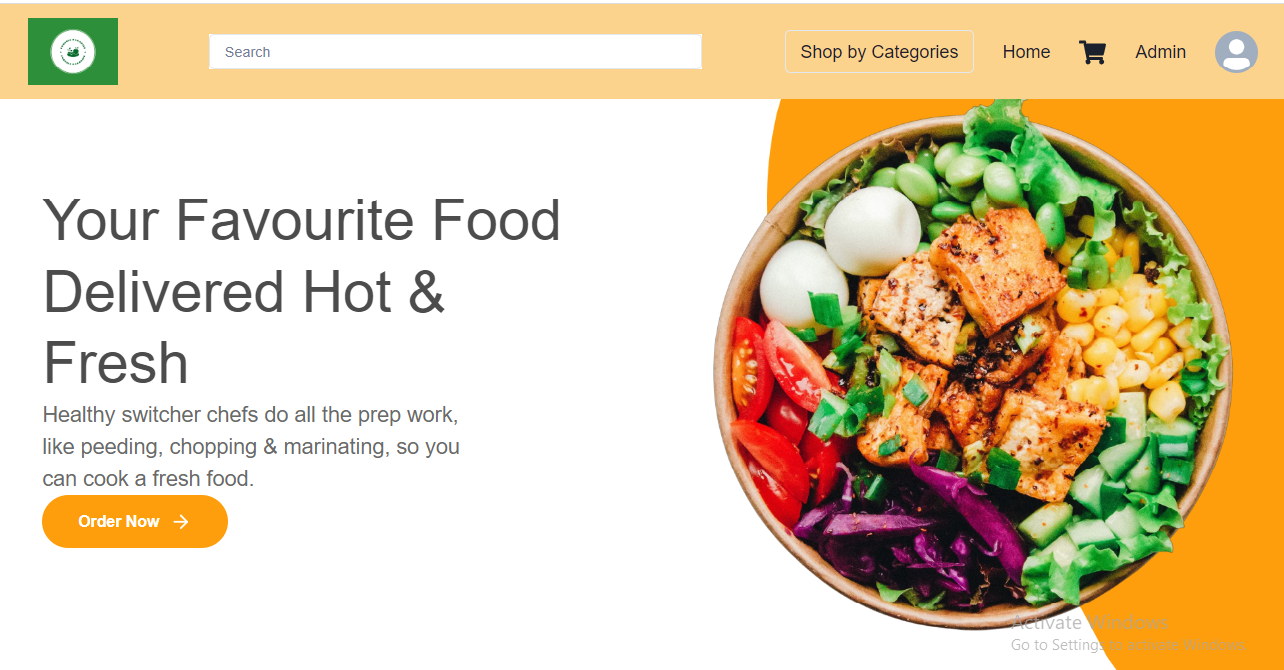 Search
Shop by Categories
Home
Admin
Your Favourite Food
Delivered Hot &
Fresh
Healthy switcher chefs do all the prep work,
like peeding, chopping & marinating, so you
can cook a fresh food.
Order Now
Activate Windows
Go to Settings to activate Windows.